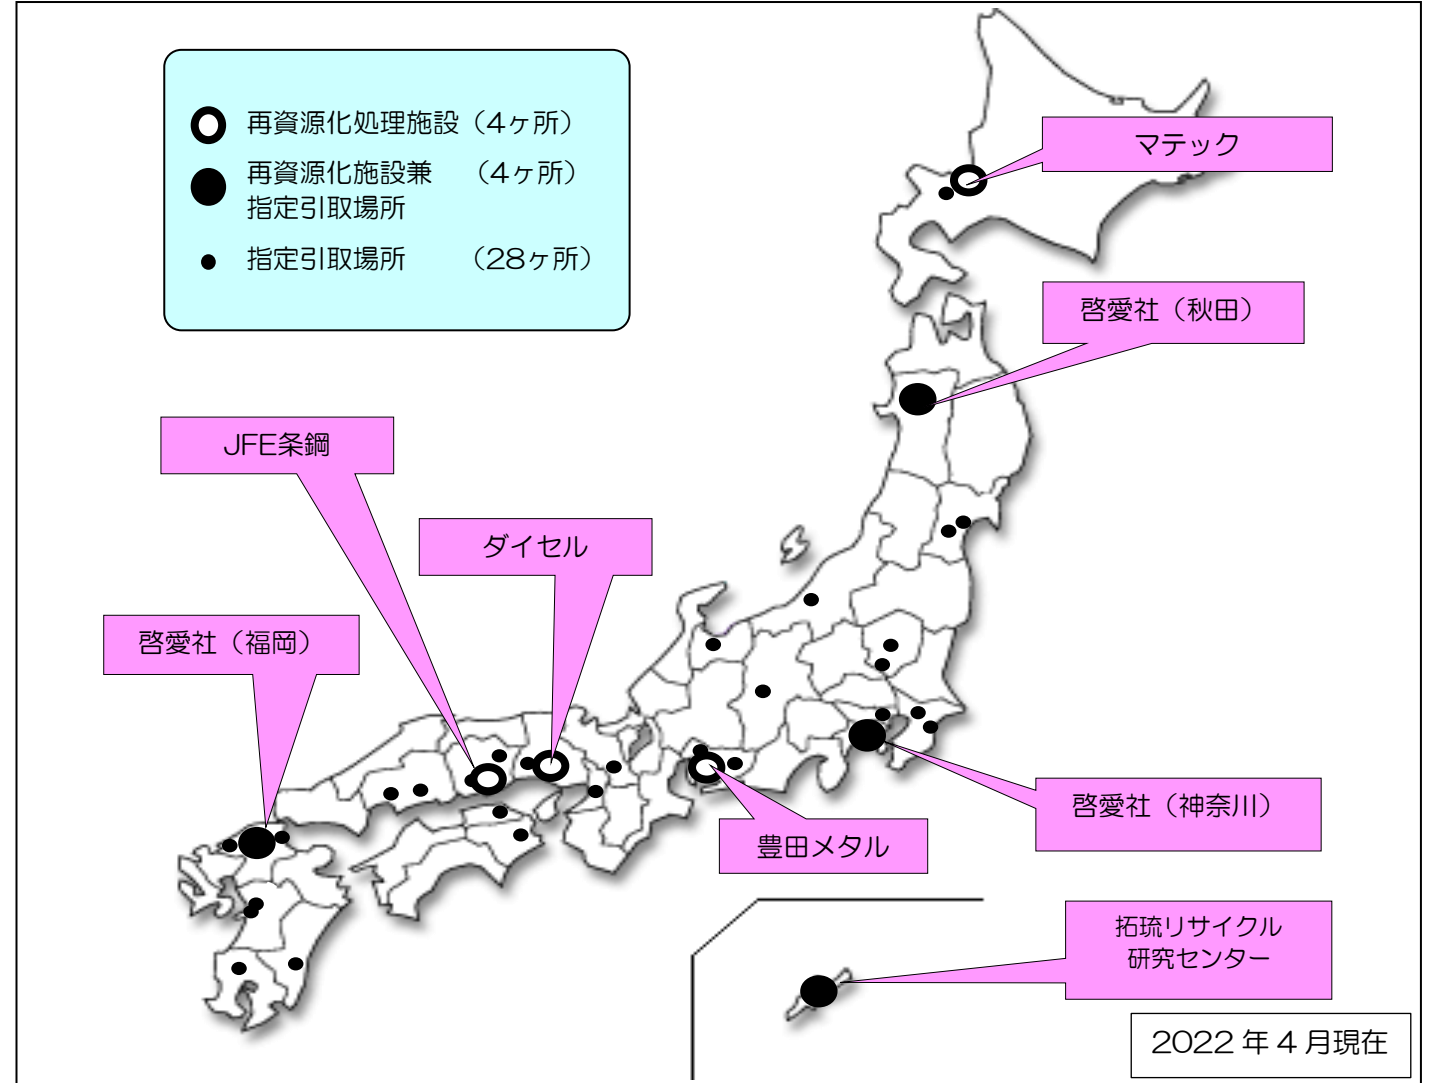 再資源化処理施設（4ヶ所）
再資源化施設兼　（4ヶ所）
指定引取場所
指定引取場所　　（28ヶ所）
マテック
啓愛社（秋田）
JFE条鋼
ダイセル
啓愛社（福岡）
啓愛社（神奈川）
豊田メタル
拓琉リサイクル
研究センター
2022年4月現在